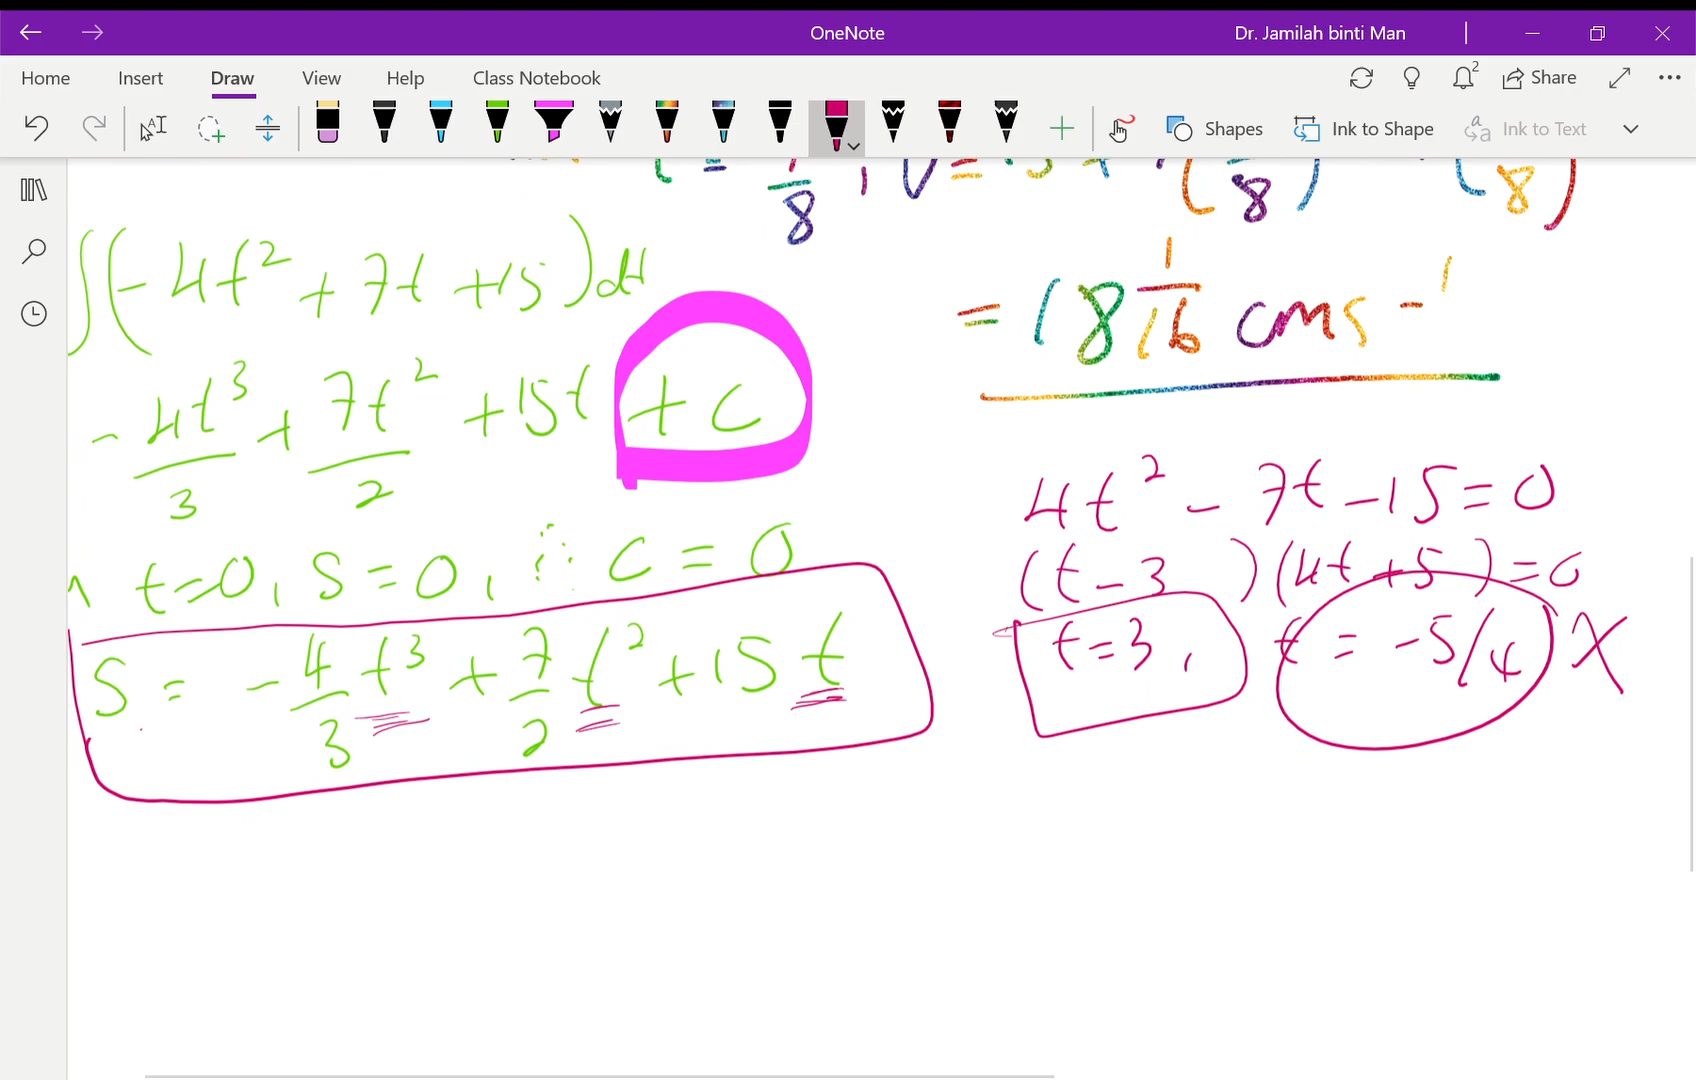 OneNote
Dr. Jamilah binti Man
Home Insert Draw View Help Class Notebook
2 Share
Shapes Ink to Shape Ink to Text
∫(-4t² + 7t + 15)dt
-4t³/3 + 7t²/2 + 15t + c
t=0, s=0, ∴ c = 0
S = -4/3 t³ + 7/2 t² + 15t
= 18 1/16 cms⁻¹
4t² - 7t - 15 = 0
(t-3)(4t+5) = 0
t=3, t = -5/4 X